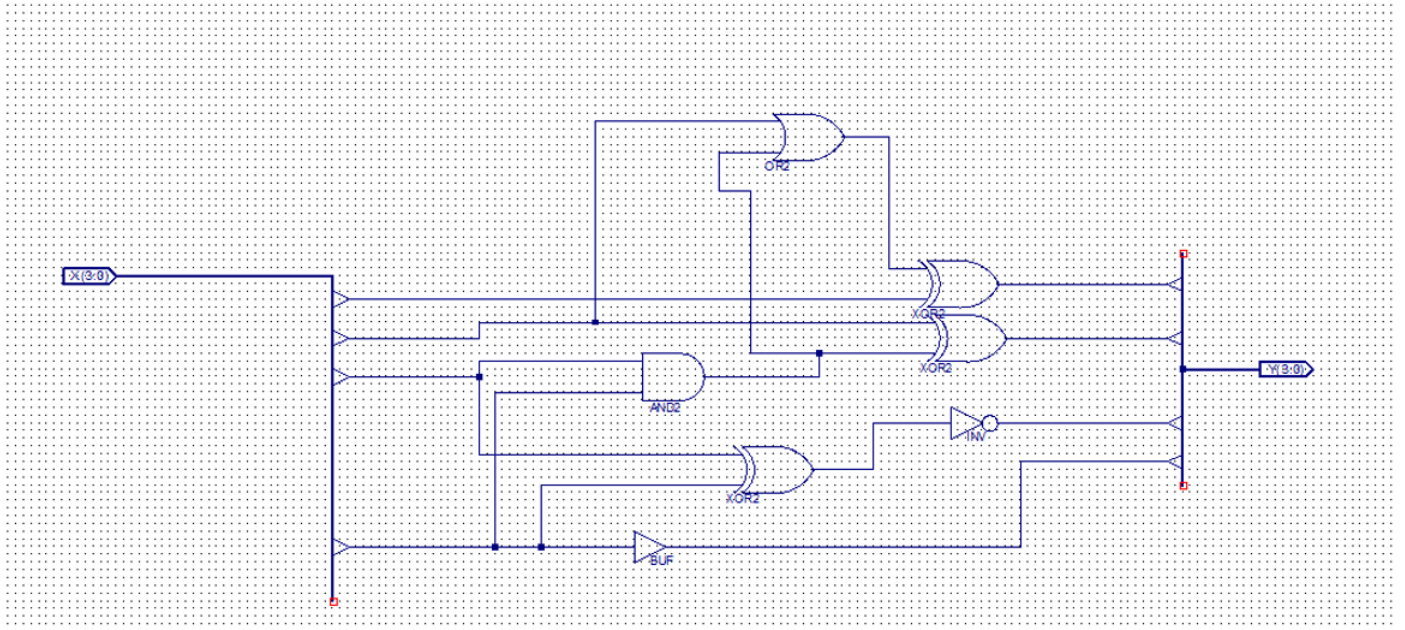 OR2
X(3:0)
XOR2
XOR2
Y(3:0)
AND2
INV
XOR2
BUF